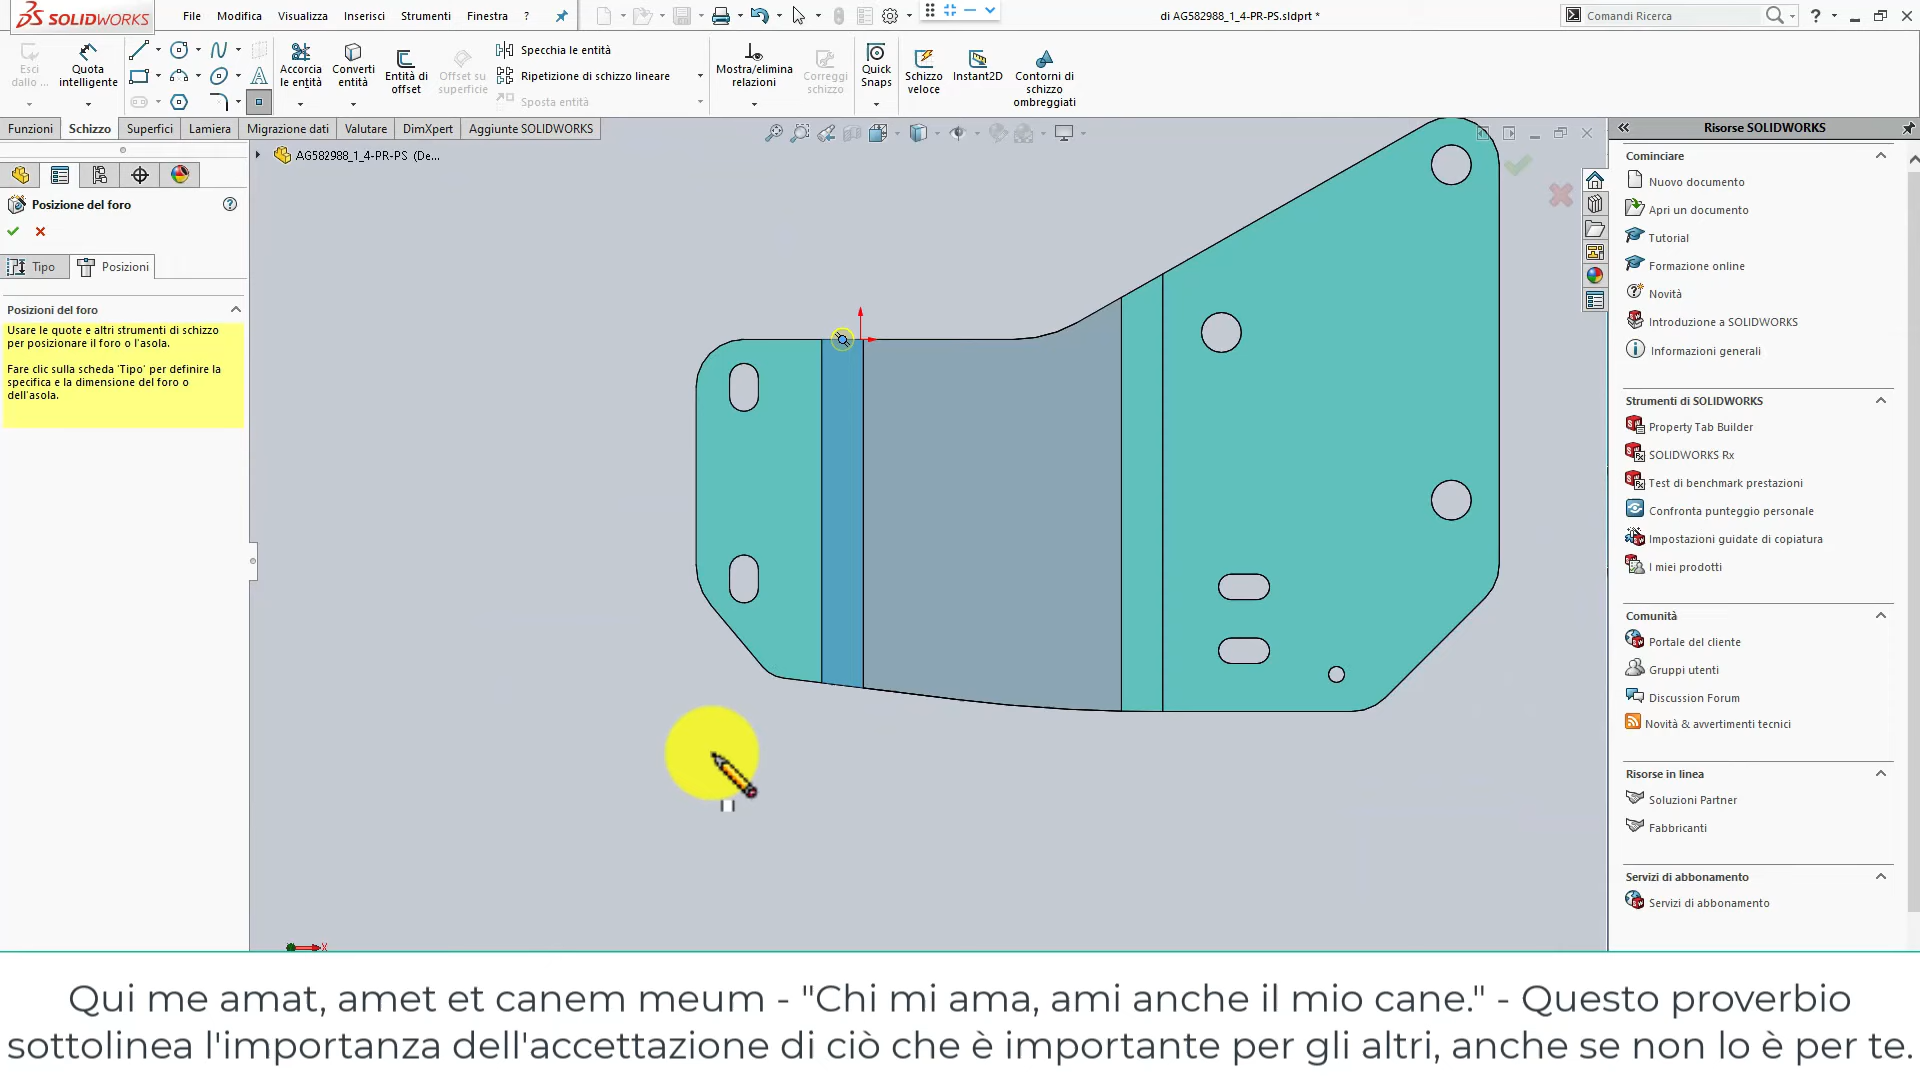 SOLIDWORKS
File Modifica Visualizza Inserisci Strumenti Finestra ?
di AG582988_1_4-PR-PS.sldprt *
Comandi Ricerca
Esci dallo ...
Quota intelligente
Accorcia le entità
Converti entità
Entità di offset
Offset su superficie
Specchia le entità
Ripetizione di schizzo lineare
Sposta entità
Mostra/elimina relazioni
Correggi schizzo
Quick Snaps
Schizzo veloce
Instant2D
Contorni di schizzo ombreggiati
Funzioni Schizzo Superfici Lamiera Migrazione dati Valutare DimXpert Aggiunte SOLIDWORKS
AG582988_1_4-PR-PS (De...
Posizione del foro
Tipo Posizioni
Posizioni del foro
Usare le quote e altri strumenti di schizzo
per posizionare il foro o l'asola.
Fare clic sulla scheda 'Tipo' per definire la
specifica e la dimensione del foro o
dell'asola.
X
Risorse SOLIDWORKS
Cominciare
Nuovo documento
Apri un documento
Tutorial
Formazione online
Novità
Introduzione a SOLIDWORKS
Informazioni generali
Strumenti di SOLIDWORKS
Property Tab Builder
SOLIDWORKS Rx
Test di benchmark prestazioni
Confronta punteggio personale
Impostazioni guidate di copiatura
I miei prodotti
Comunità
Portale del cliente
Gruppi utenti
Discussion Forum
Novità & avvertimenti tecnici
Risorse in linea
Soluzioni Partner
Fabbricanti
Servizi di abbonamento
Servizi di abbonamento
Qui me amat, amet et canem meum - "Chi mi ama, ami anche il mio cane." - Questo proverbio
sottolinea l'importanza dell'accettazione di ciò che è importante per gli altri, anche se non lo è per te.